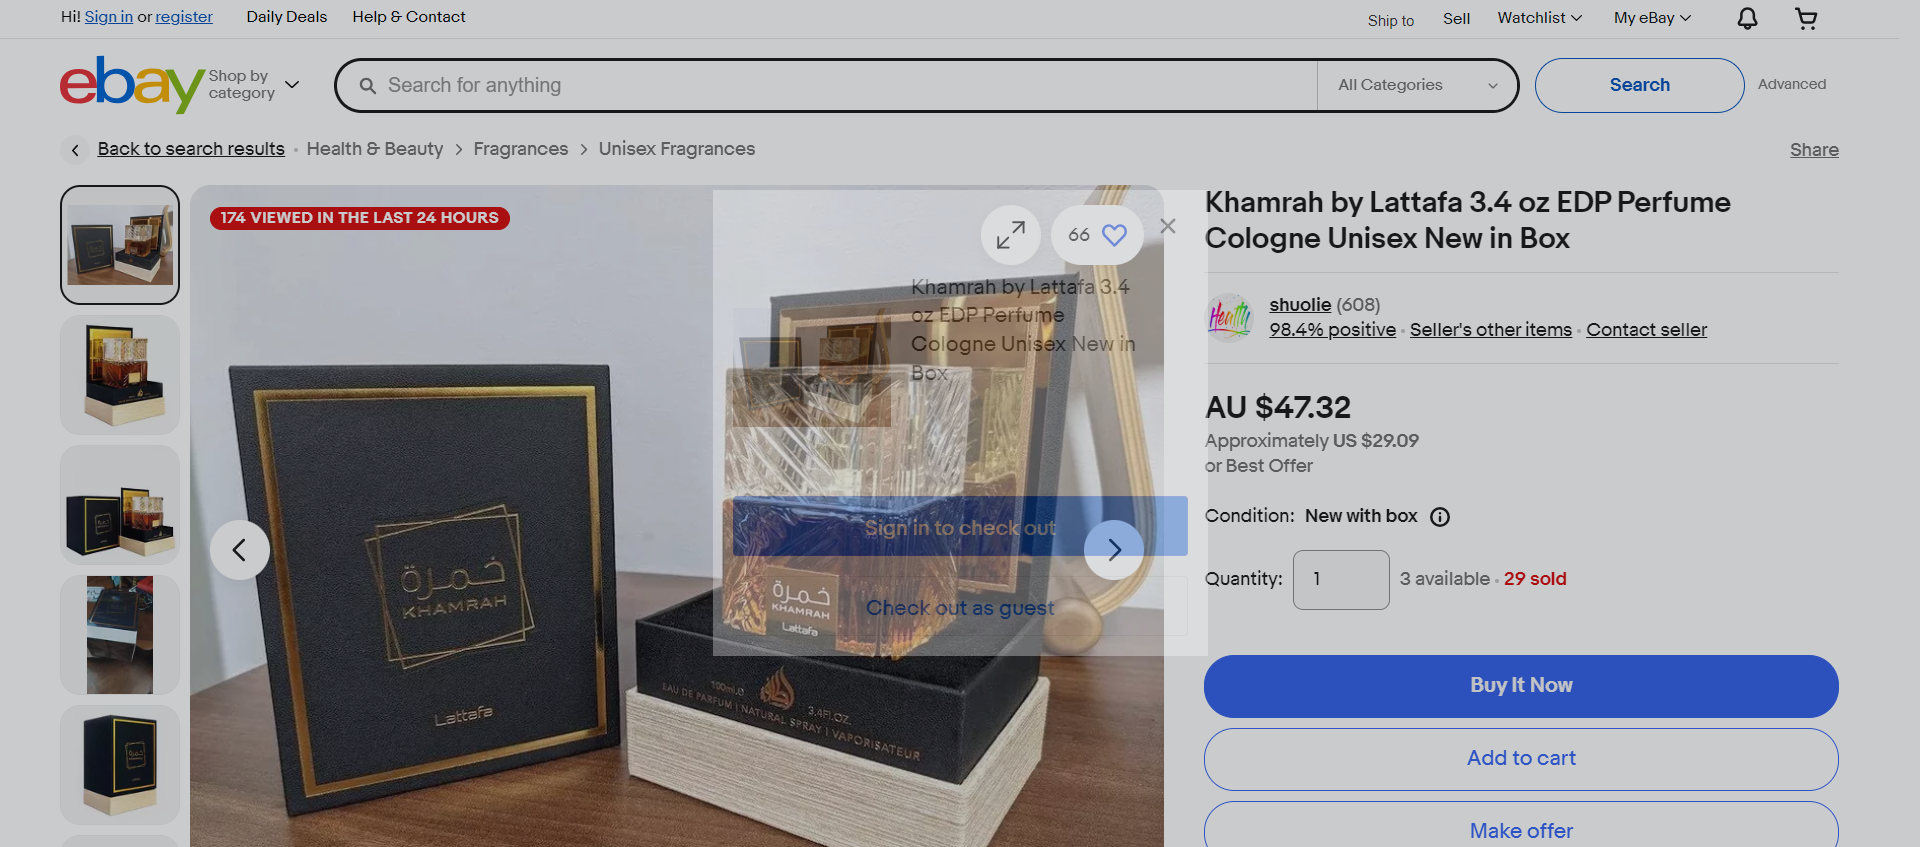 Hi! Sign in or register
Daily Deals
Help & Contact
Ship to
Sell
Watchlist
My eBay
ebay
Shop by
category
Search for anything
All Categories
Search
Advanced
Back to search results
Health & Beauty
Fragrances
Unisex Fragrances
Share
174 VIEWED IN THE LAST 24 HOURS
66
Khamrah by Lattafa 3.4
oz EDP Perfume
Cologne Unisex New in
Box
Sign in to check out
Check out as guest
خمرة
KHAMRAH
Lattafa
خمرة
KHAMRAH
Lattafa
100ml.e
3.4Fl.OZ.
EAU DE PARFUM | NATURAL SPRAY | VAPORISATEUR
Khamrah by Lattafa 3.4 oz EDP Perfume
Cologne Unisex New in Box
Health
shuolie (608)
98.4% positive · Seller's other items · Contact seller
AU $47.32
Approximately US $29.09
or Best Offer
Condition: New with box
Quantity: 1 3 available · 29 sold
Buy It Now
Add to cart
Make offer